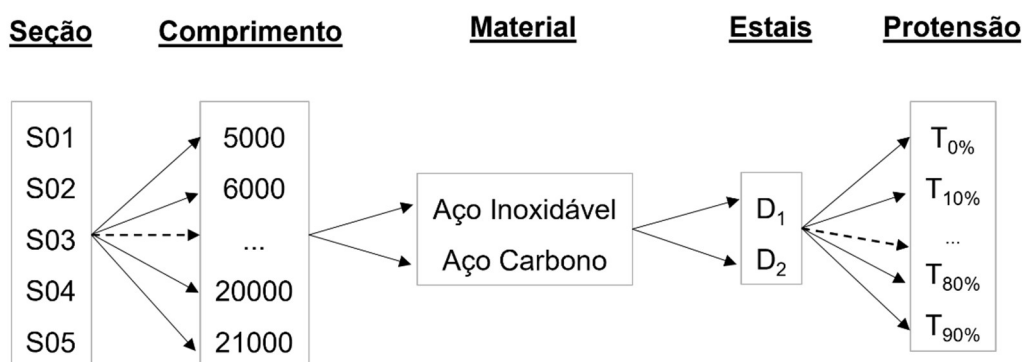 Seção
Comprimento
Material
Estais
Protensão
S01
S02
S03
S04
S05
5000
6000
...
20000
21000
Aço Inoxidável
Aço Carbono
D1
D2
T0%
T10%
...
T80%
T90%